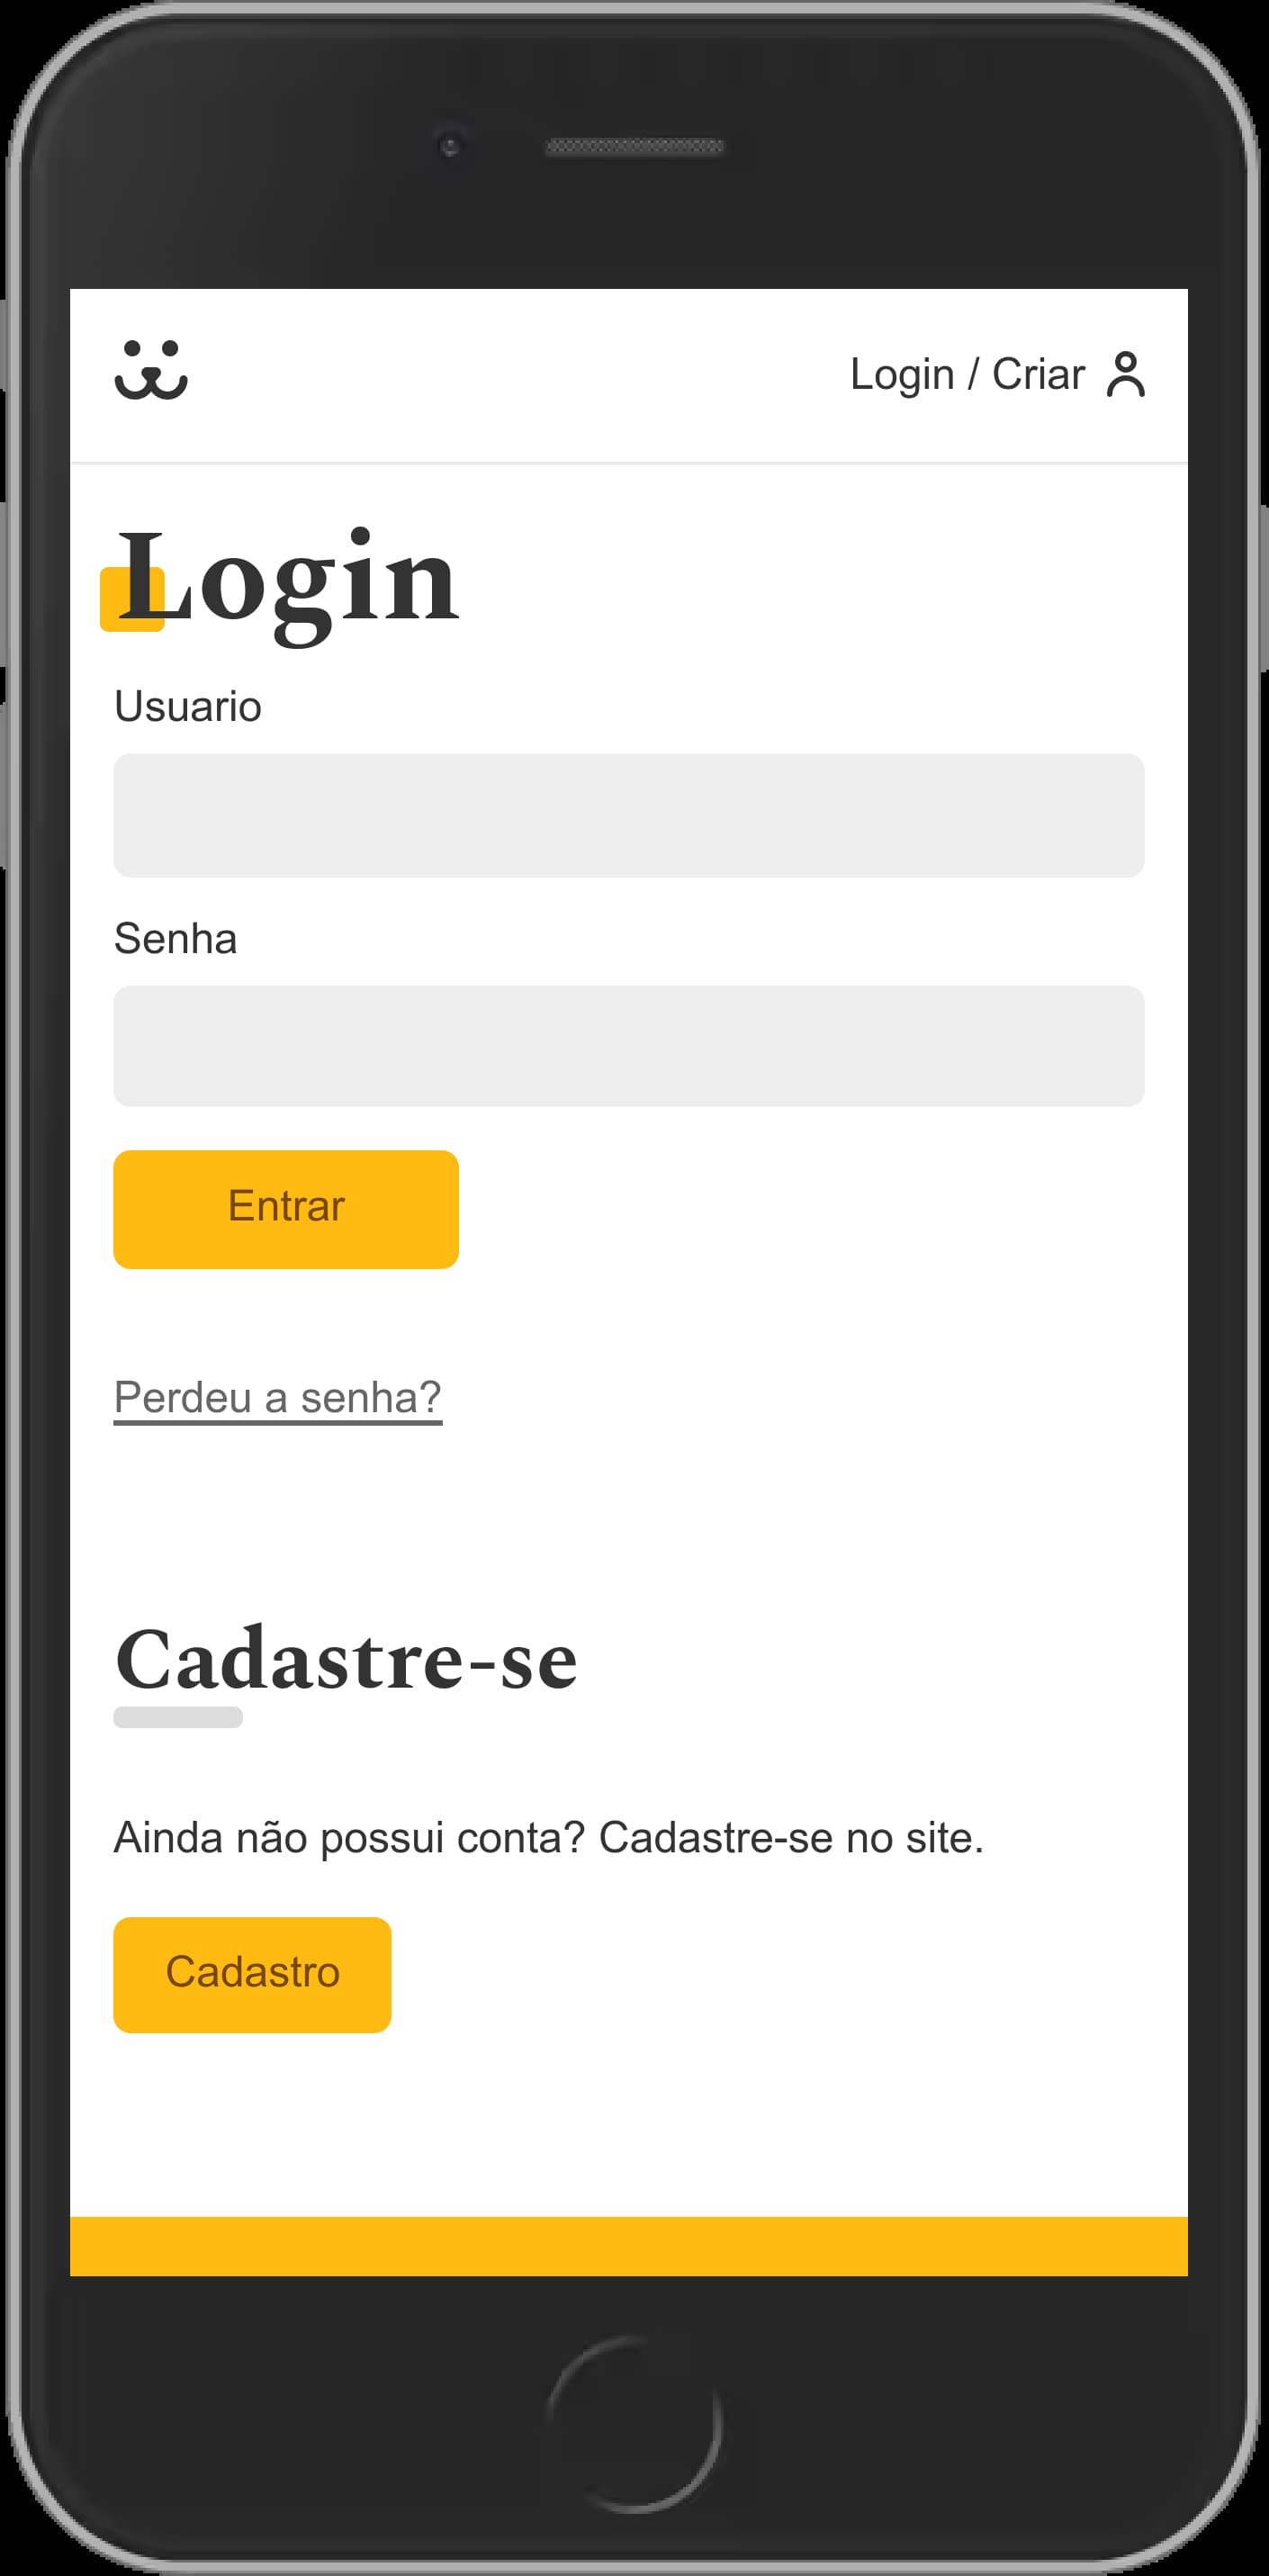 Login / Criar
Login
Usuario
Senha
Entrar
Perdeu a senha?
Cadastre-se
Ainda não possui conta? Cadastre-se no site.
Cadastro